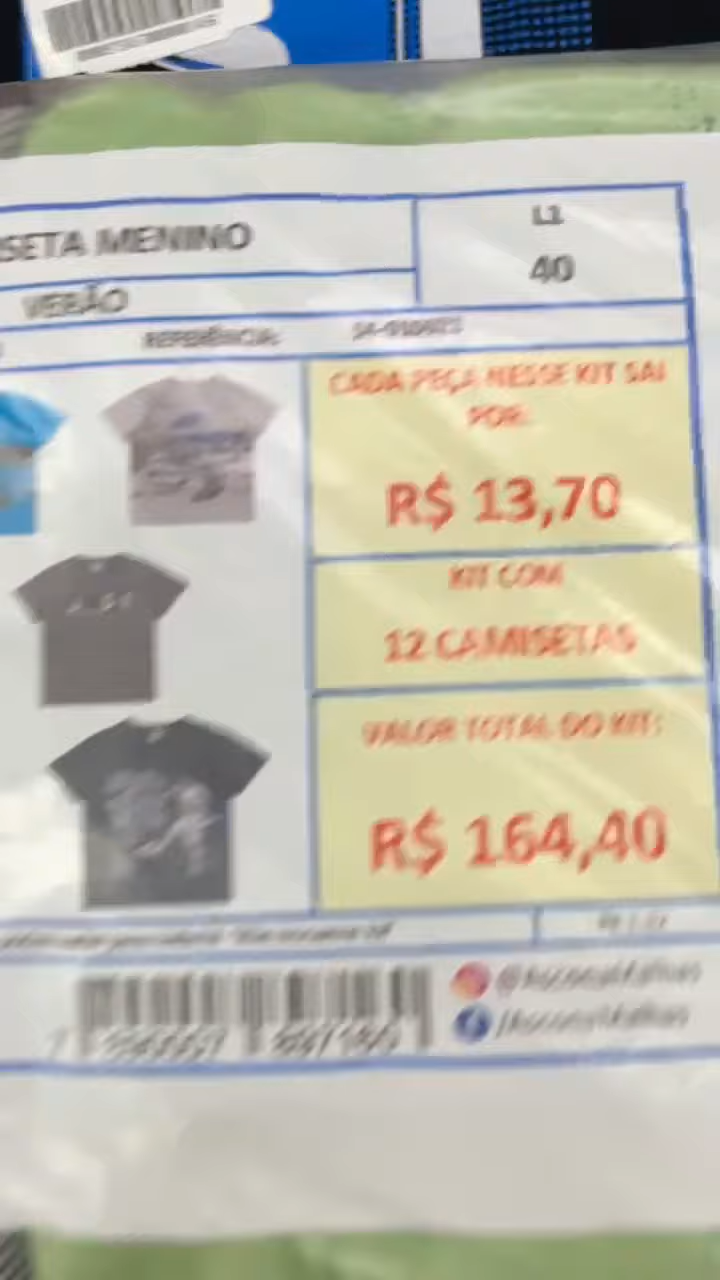 SETA MENINO
L1
40
VERÃO
REFERÊNCIA:
CADA PEÇA NESSE KIT SAI
POR:
R$ 13,70
KIT COM
12 CAMISETAS
VALOR TOTAL DO KIT:
R$ 164,40